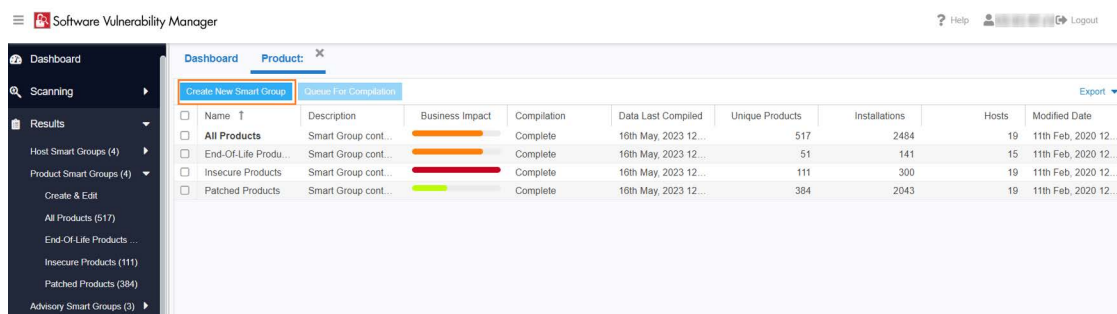 Software Vulnerability Manager
? Help
Logout
Dashboard
Scanning
Results
Host Smart Groups (4)
Product Smart Groups (4)
Create & Edit
All Products (517)
End-Of-Life Products ...
Insecure Products (111)
Patched Products (384)
Advisory Smart Groups (3)
Dashboard Product: ×
Create New Smart Group Queue For Compilation Export
Name ↑ Description Business Impact Compilation Data Last Compiled Unique Products Installations Hosts Modified Date
All Products Smart Group cont... Complete 16th May, 2023 12... 517 2484 19 11th Feb, 2020 12...
End-Of-Life Produ... Smart Group cont... Complete 16th May, 2023 12... 51 141 15 11th Feb, 2020 12...
Insecure Products Smart Group cont... Complete 16th May, 2023 12... 111 300 19 11th Feb, 2020 12...
Patched Products Smart Group cont... Complete 16th May, 2023 12... 384 2043 19 11th Feb, 2020 12...